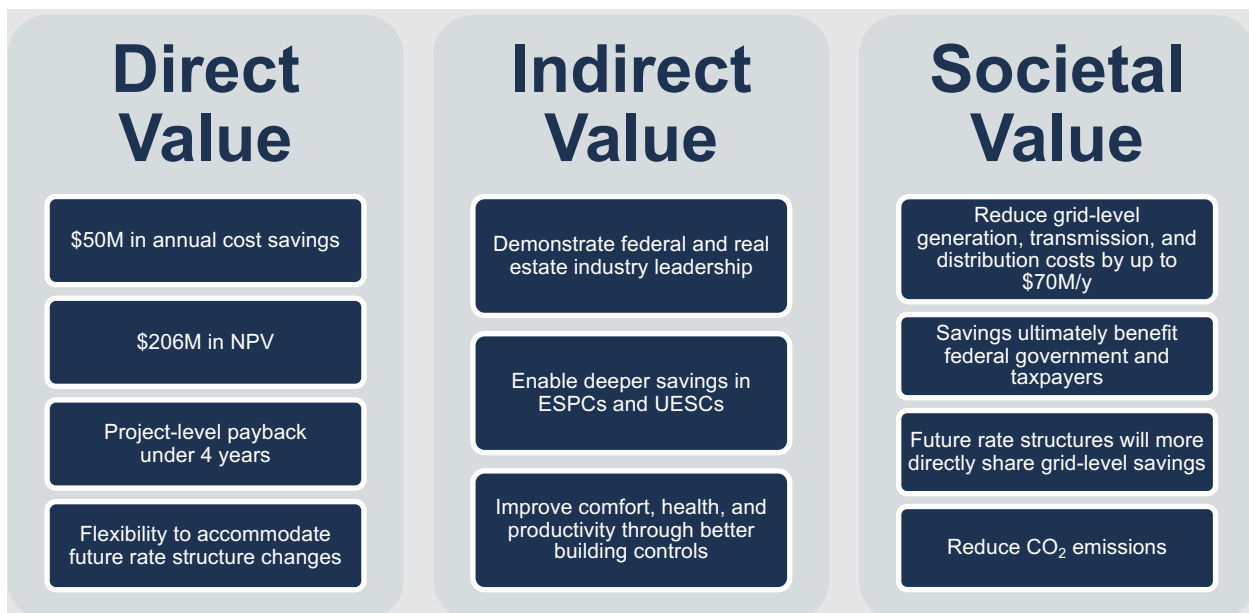 Direct
Value
$50M in annual cost savings
$206M in NPV
Project-level payback
under 4 years
Flexibility to accommodate
future rate structure changes
Indirect
Value
Demonstrate federal and real
estate industry leadership
Enable deeper savings in
ESPCs and UESCs
Improve comfort, health, and
productivity through better
building controls
Societal
Value
Reduce grid-level
generation, transmission, and
distribution costs by up to
$70M/y
Savings ultimately benefit
federal government and
taxpayers
Future rate structures will more
directly share grid-level savings
Reduce CO₂ emissions